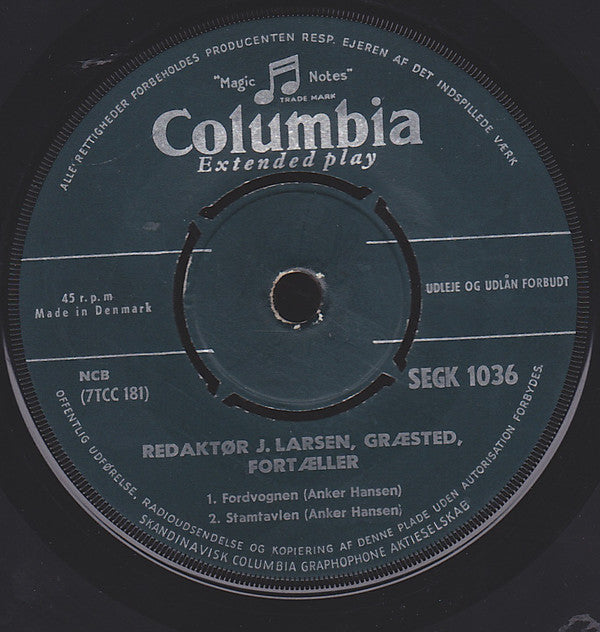 ALLE RETTIGHEDER FORBEHOLDES PRODUCENTEN RESP. EJEREN AF DET INDSPILLEDE VÆRK
"Magic Notes"
TRADE MARK
Columbia
Extended play
45 r.p.m
Made in Denmark
UDLEJE OG UDLÅN FORBUDT
NCB
(7TCC 181)
SEGK 1036
REDAKTØR J. LARSEN, GRÆSTED,
FORTÆLLER
1. Fordvognen (Anker Hansen)
2. Stamtavlen (Anker Hansen)
OFFENTLIG UDFØRELSE, RADIOUDSENDELSE OG KOPIERING AF DENNE PLADE UDEN AUTORISATION FORBYDES.
SKANDINAVISK COLUMBIA GRAPHOPHONE AKTIESELSKAB